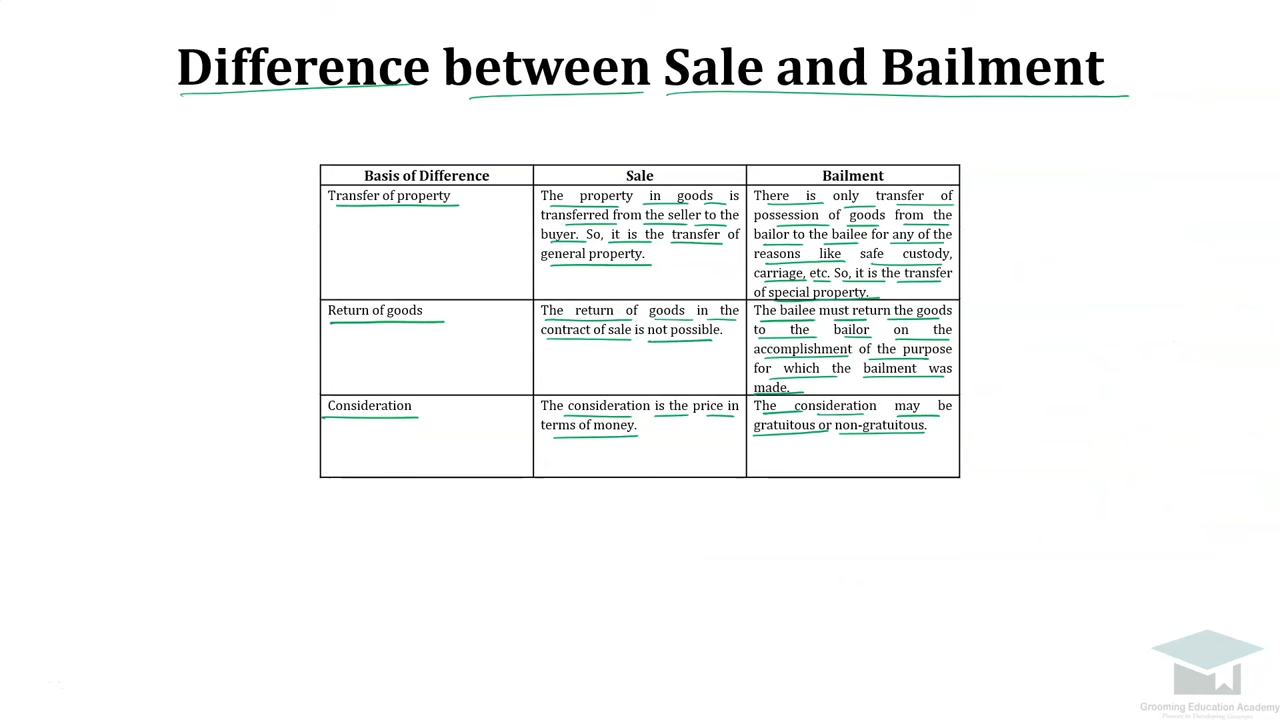 Difference between Sale and Bailment
Basis of Difference
Sale
Bailment
Transfer of property
The property in goods is
transferred from the seller to the
buyer. So, it is the transfer of
general property.
There is only transfer of
possession of goods from the
bailor to the bailee for any of the
reasons like safe custody,
carriage, etc. So, it is the transfer
of special property.
Return of goods
The return of goods in the
contract of sale is not possible.
The bailee must return the goods
to the bailor on the
accomplishment of the purpose
for which the bailment was
made.
Consideration
The consideration is the price in
terms of money.
The consideration may be
gratuitous or non-gratuitous.
Grooming Education Academy